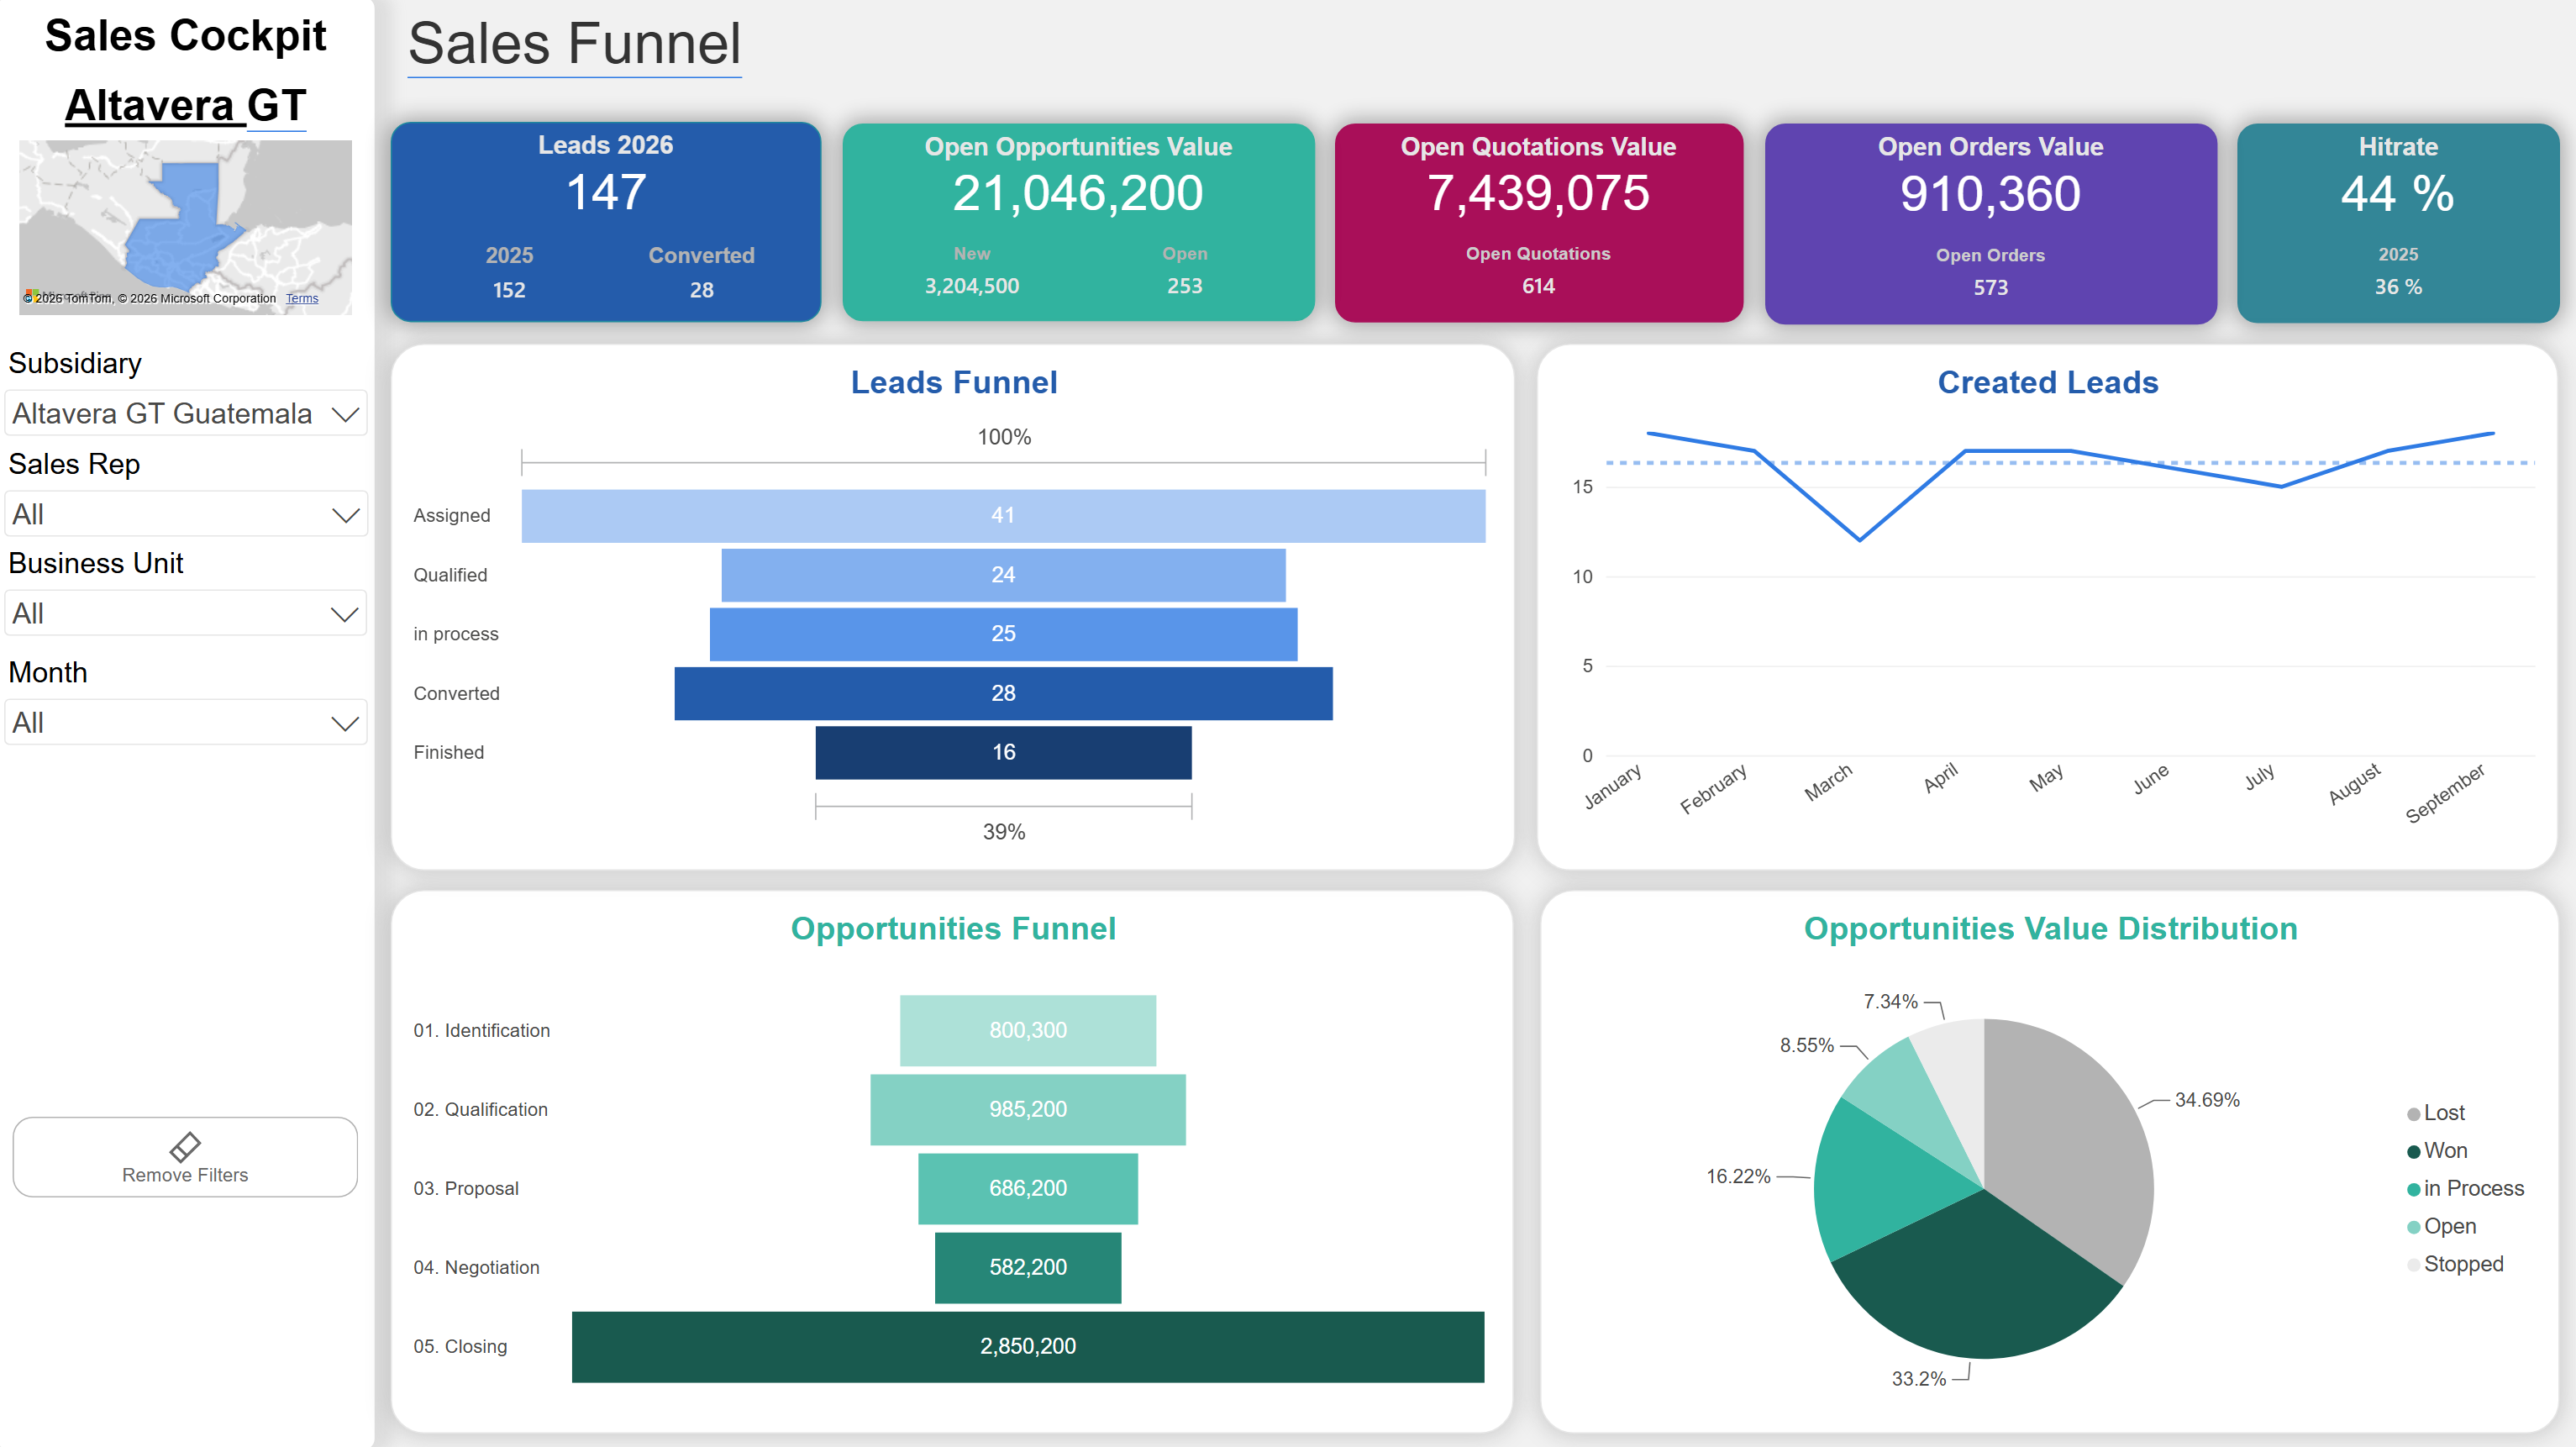 Sales Cockpit
Altavera GT
© 2026 TomTom, © 2026 Microsoft Corporation Terms
Subsidiary
Altavera GT Guatemala
Sales Rep
All
Business Unit
All
Month
All
Remove Filters
Sales Funnel
Leads 2026
147
2025 Converted
152 28
Open Opportunities Value
21,046,200
New Open
3,204,500 253
Open Quotations Value
7,439,075
Open Quotations
614
Open Orders Value
910,360
Open Orders
573
Hitrate
44 %
2025
36 %
Leads Funnel
100%
Assigned 41
Qualified 24
in process 25
Converted 28
Finished 16
39%
Created Leads
15
10
5
0
January February March April May June July August September
Opportunities Funnel
01. Identification 800,300
02. Qualification 985,200
03. Proposal 686,200
04. Negotiation 582,200
05. Closing 2,850,200
Opportunities Value Distribution
7.34%
8.55%
34.69%
16.22%
33.2%
Lost
Won
in Process
Open
Stopped